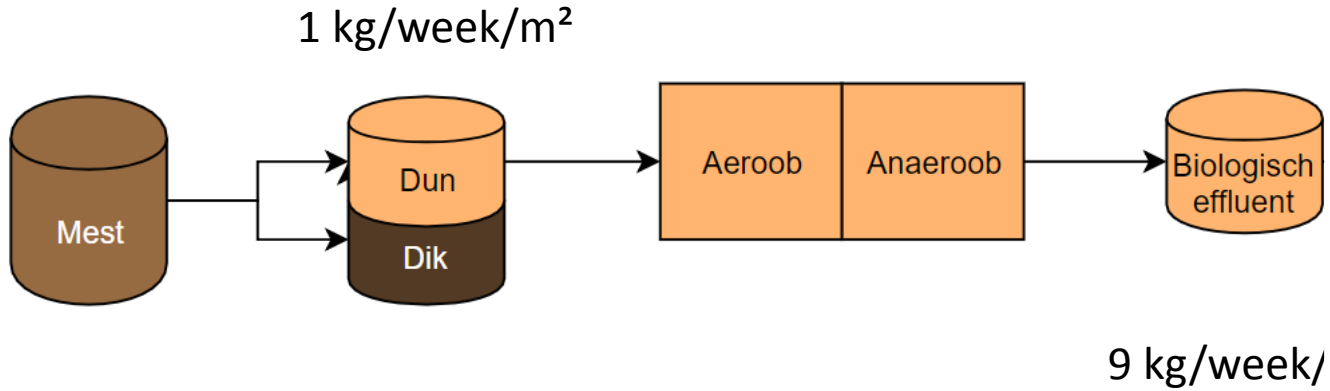 1 kg/week/m²
Mest
Dun
Dik
Aeroob
Anaeroob
Biologisch
effluent
9 kg/week/